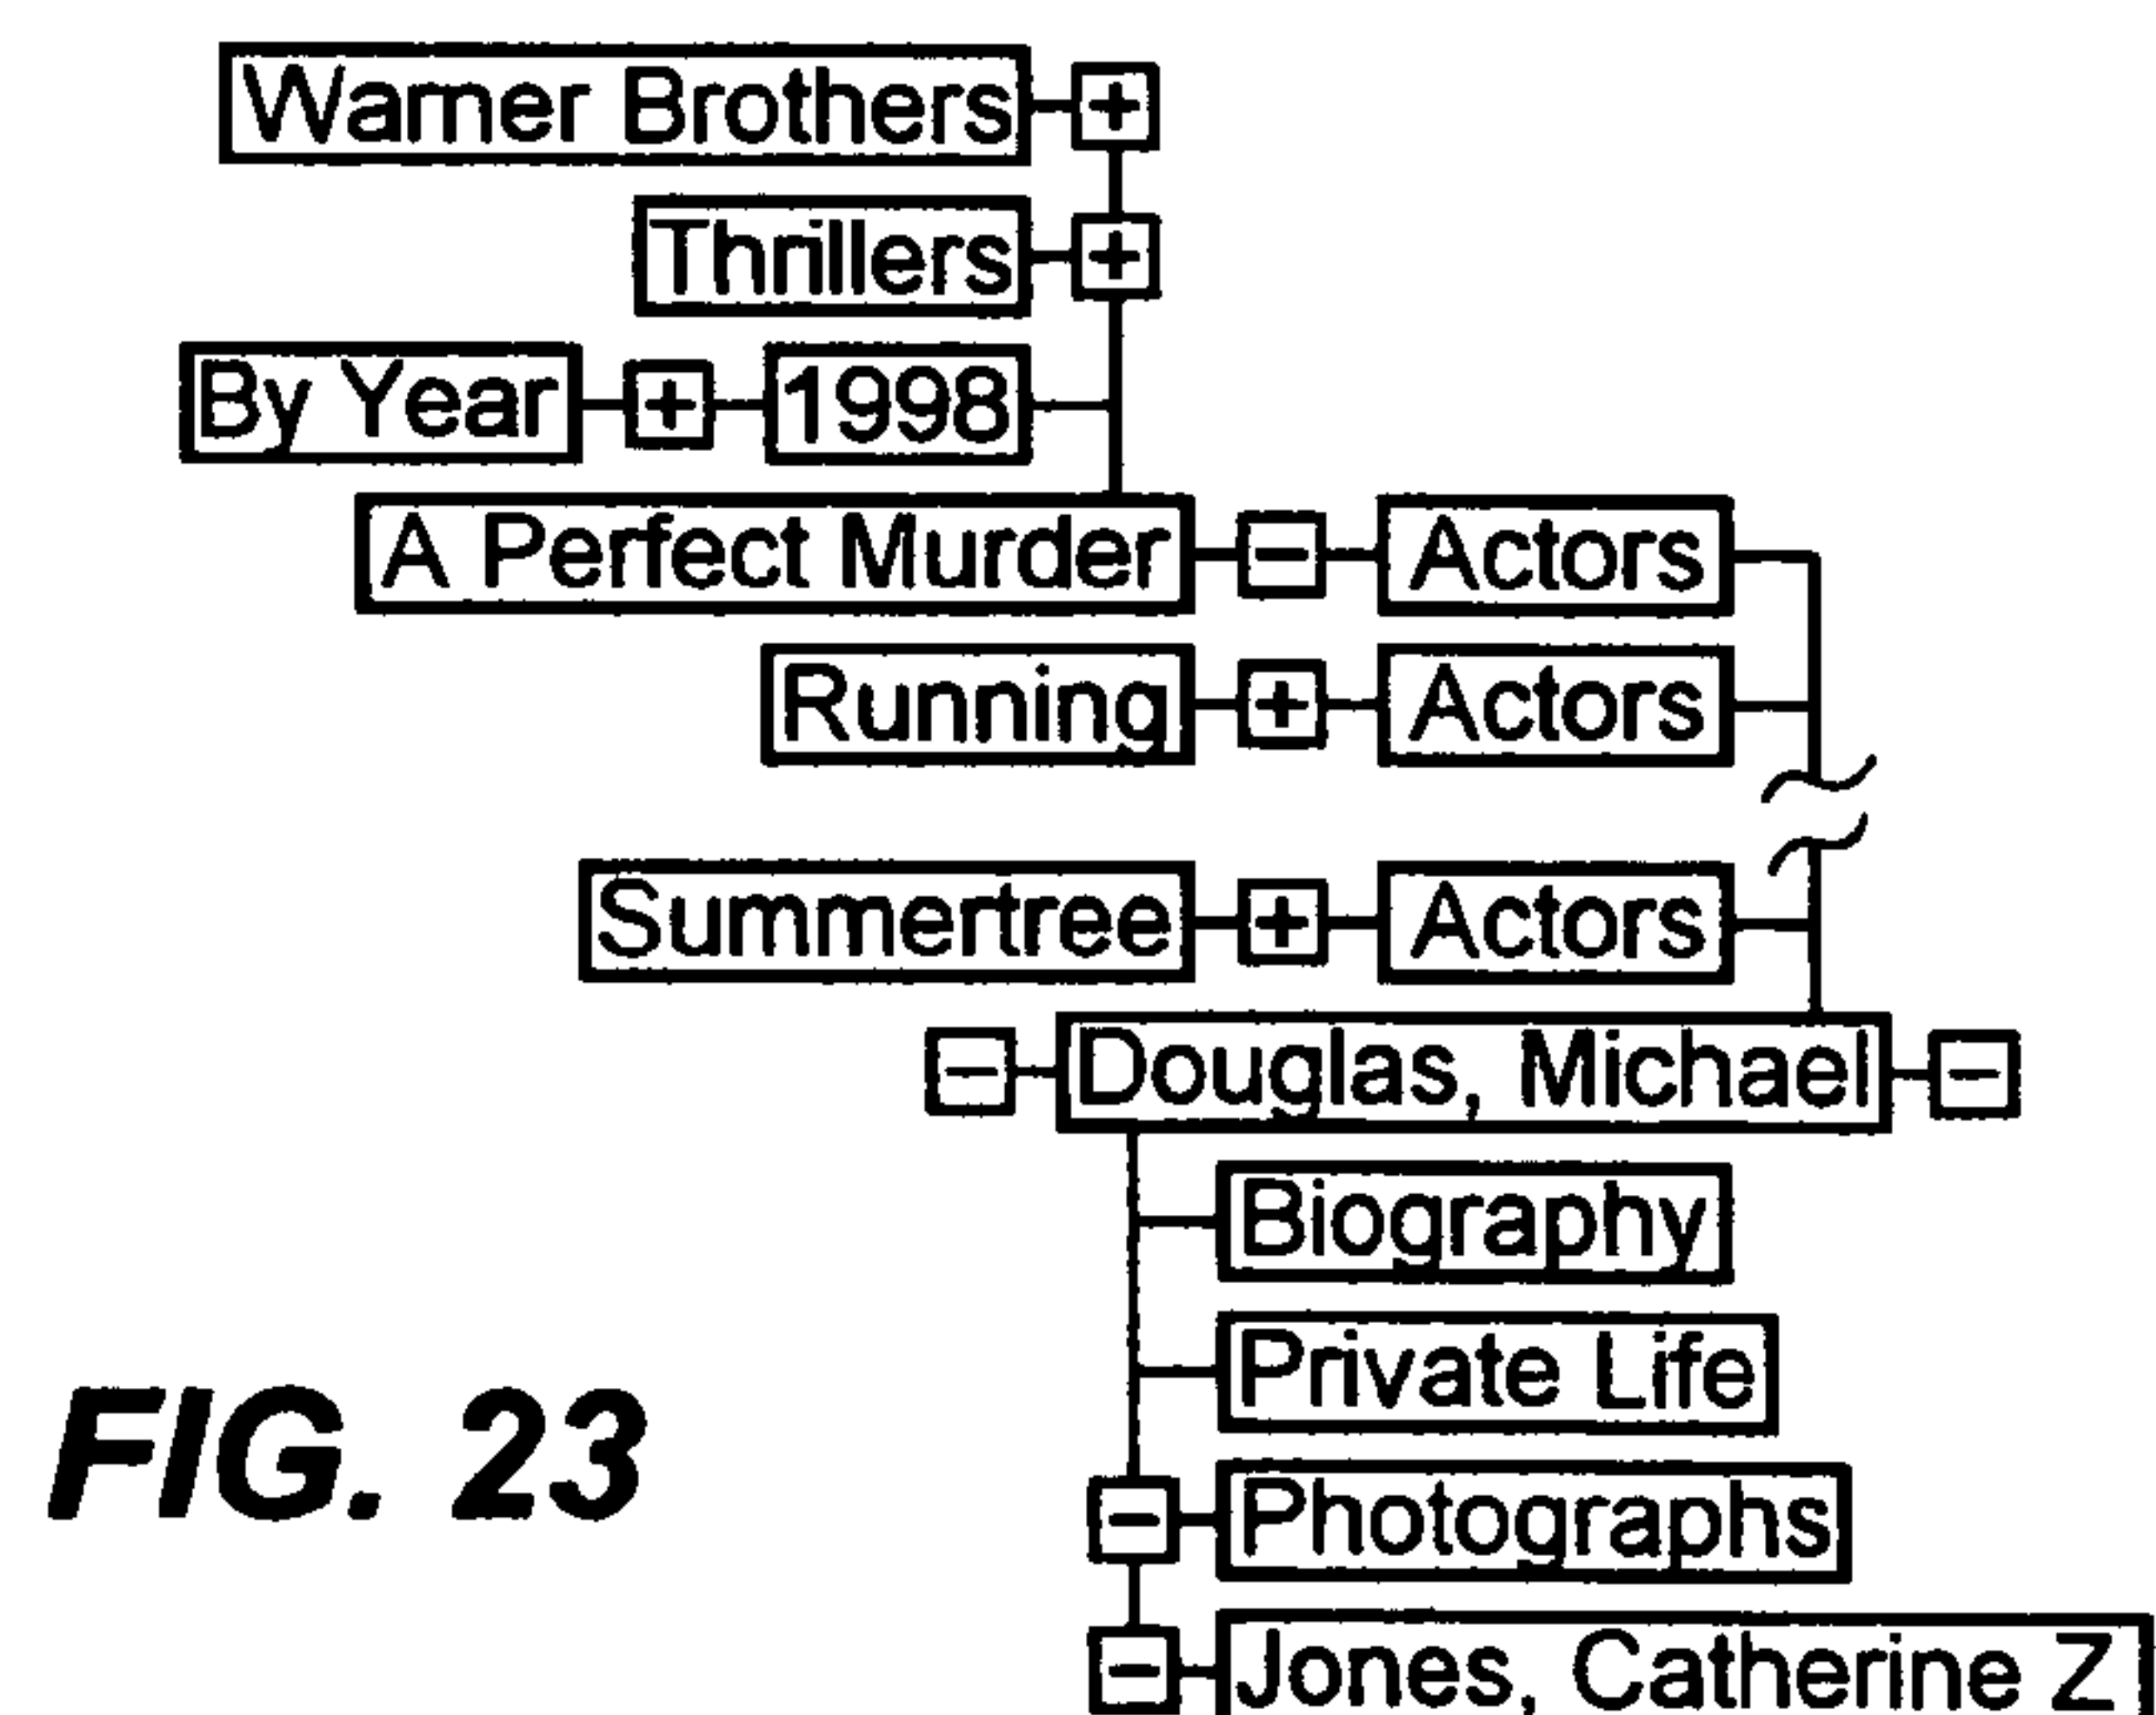 Warner Brothers +
Thrillers +
By Year + 1998
A Perfect Murder − Actors
Running + Actors
Summertree + Actors
− Douglas, Michael −
Biography
Private Life
− Photographs
− Jones, Catherine Z
FIG. 23